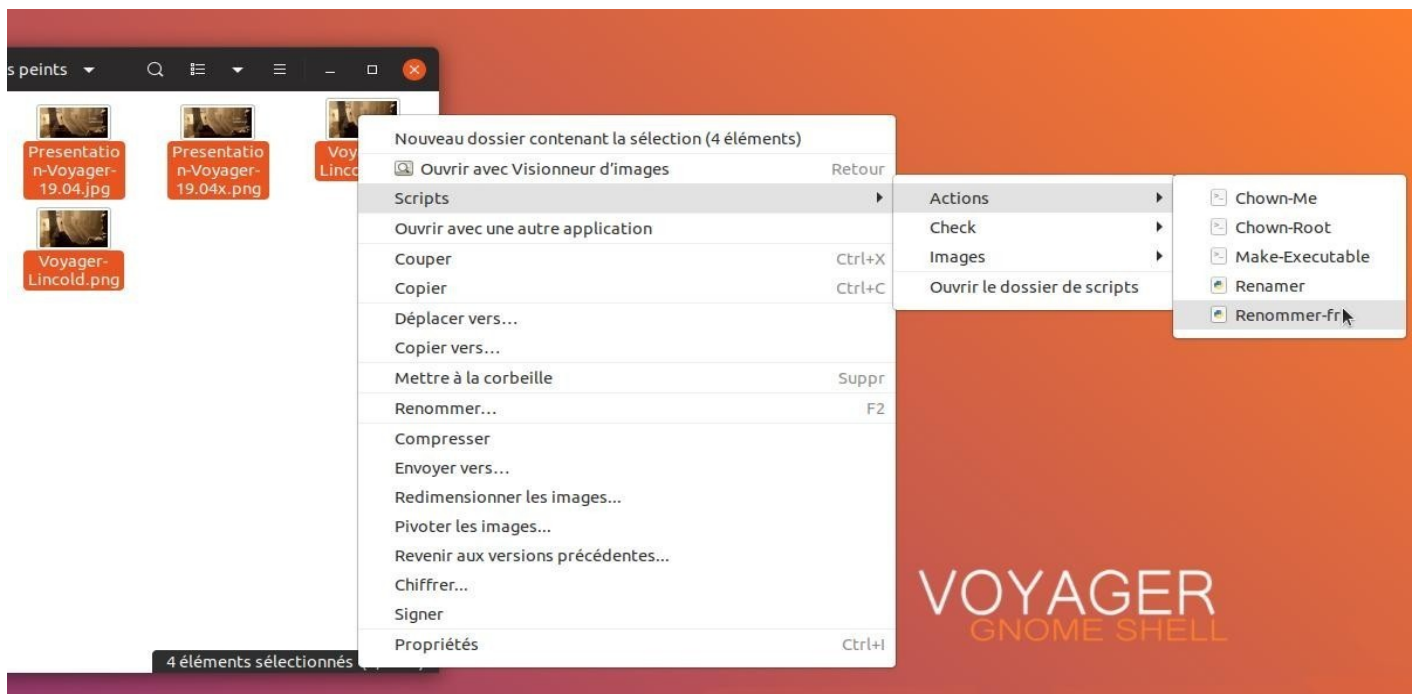 s peints
Presentatio
n-Voyager-
19.04.jpg
Presentatio
n-Voyager-
19.04x.png
Voyager-
Lincold.png
Nouveau dossier contenant la sélection (4 éléments)
Ouvrir avec Visionneur d'images Retour
Scripts
Ouvrir avec une autre application
Couper Ctrl+X
Copier Ctrl+C
Déplacer vers…
Copier vers…
Mettre à la corbeille Suppr
Renommer… F2
Compresser
Envoyer vers…
Redimensionner les images...
Pivoter les images...
Revenir aux versions précédentes...
Chiffrer...
Signer
Propriétés Ctrl+I
Actions
Check
Images
Ouvrir le dossier de scripts
Chown-Me
Chown-Root
Make-Executable
Renamer
Renommer-fr
4 éléments sélectionnés
VOYAGER
GNOME SHELL